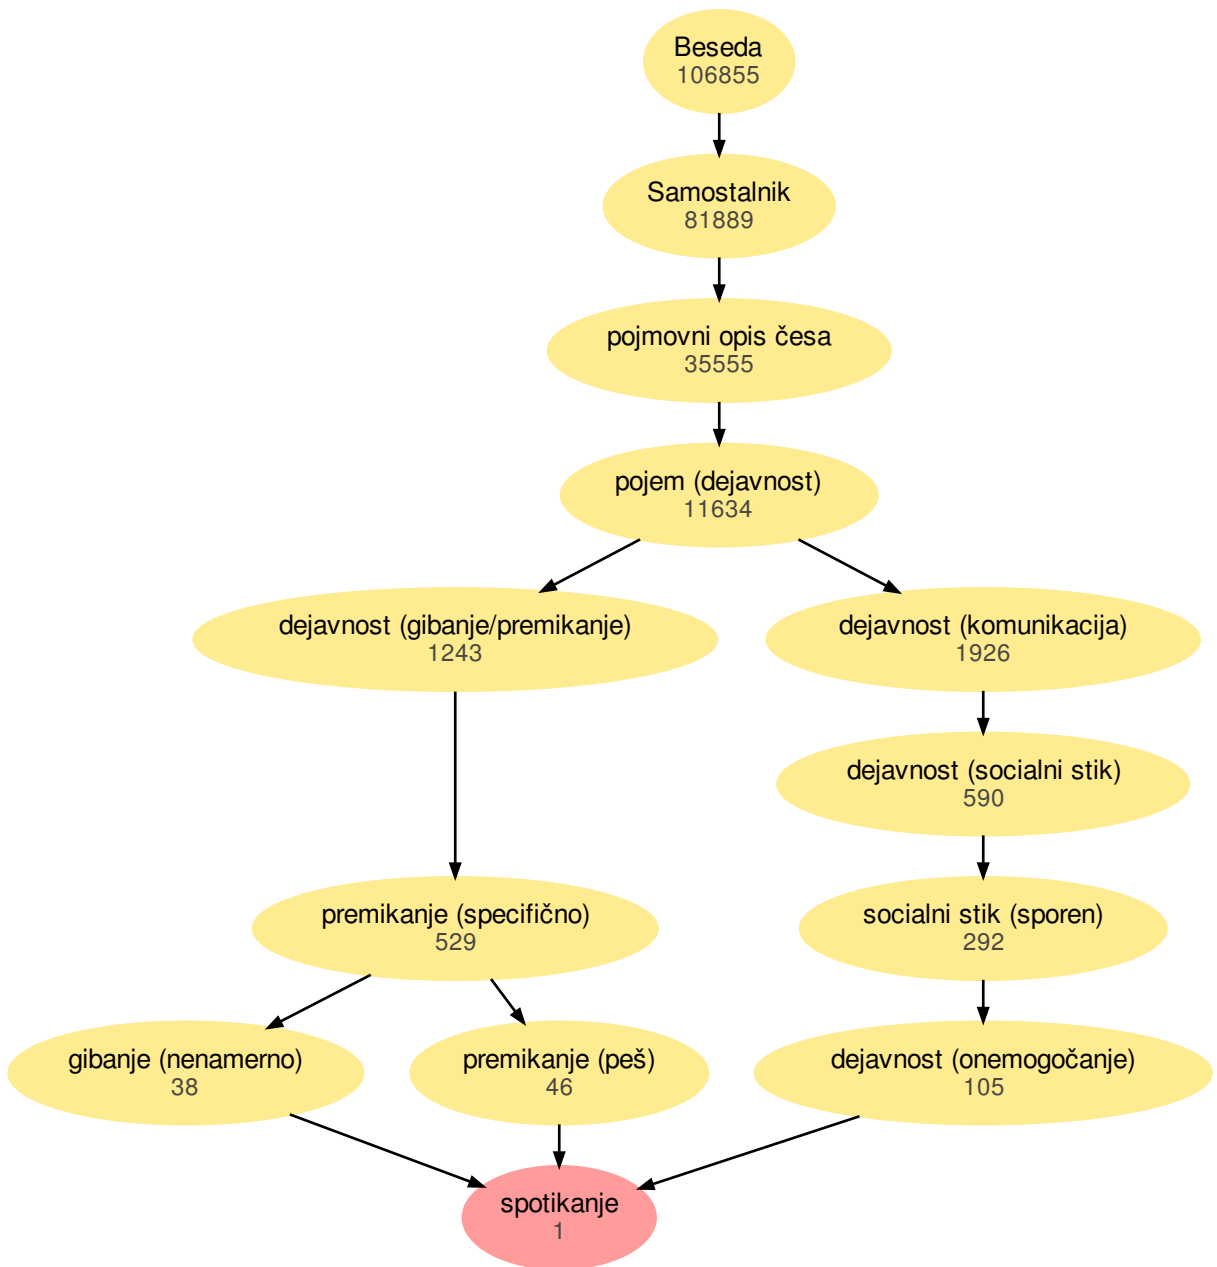 Beseda
106855
Samostalnik
81889
pojmovni opis česa
35555
pojem (dejavnost)
11634
dejavnost (gibanje/premikanje)
1243
dejavnost (komunikacija)
1926
dejavnost (socialni stik)
590
premikanje (specifično)
529
socialni stik (sporen)
292
gibanje (nenamerno)
38
premikanje (peš)
46
dejavnost (onemogočanje)
105
spotikanje
1